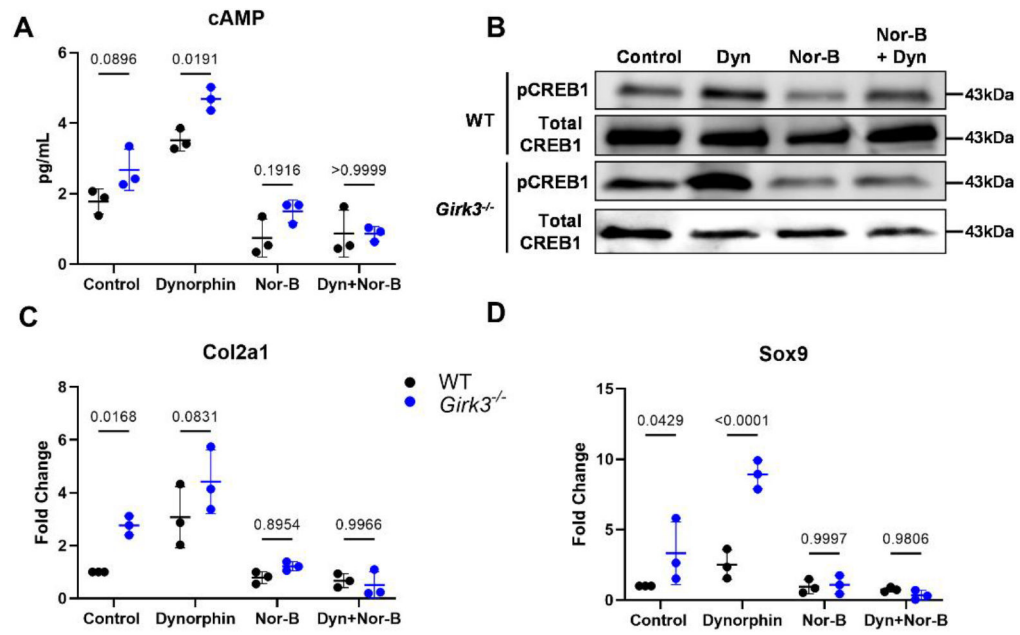 A
cAMP
pg/mL
6
4
2
0
0.0896
0.0191
0.1916
>0.9999
Control
Dynorphin
Nor-B
Dyn+Nor-B
B
Control
Dyn
Nor-B
Nor-B
+ Dyn
WT
pCREB1
43kDa
Total
CREB1
43kDa
Girk3-/-
pCREB1
43kDa
Total
CREB1
43kDa
C
Col2a1
Fold Change
8
6
4
2
0
0.0168
0.0831
0.8954
0.9966
Control
Dynorphin
Nor-B
Dyn+Nor-B
WT
Girk3-/-
D
Sox9
Fold Change
15
10
5
0
0.0429
<0.0001
0.9997
0.9806
Control
Dynorphin
Nor-B
Dyn+Nor-B